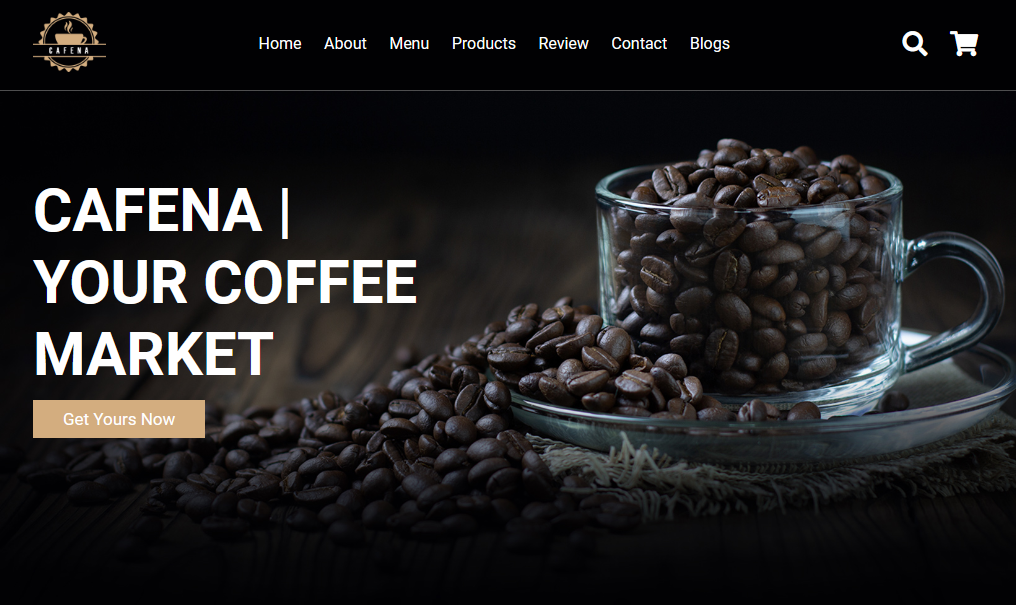 CAFENA
Home About Menu Products Review Contact Blogs
CAFENA |
YOUR COFFEE
MARKET
Get Yours Now